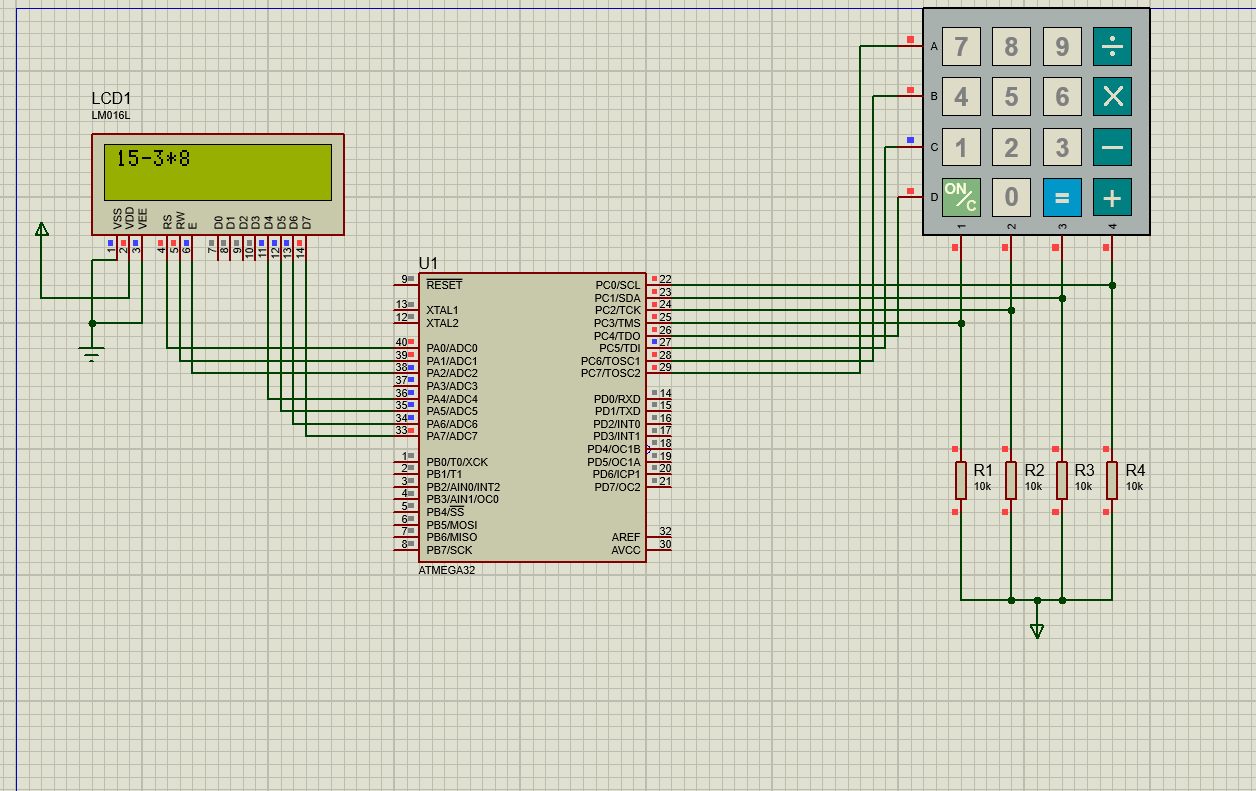 LCD1
LM016L
15-3*8
VSS VDD VEE RS RW E D0 D1 D2 D3 D4 D5 D6 D7
1 2 3 4 5 6 7 8 9 10 11 12 13 14
A 7 8 9 ÷
B 4 5 6 ×
C 1 2 3 −
D ON/C 0 = +
1 2 3 4
U1
9 RESET PC0/SCL 22
PC1/SDA 23
13 XTAL1 PC2/TCK 24
12 XTAL2 PC3/TMS 25
PC4/TDO 26
40 PA0/ADC0 PC5/TDI 27
39 PA1/ADC1 PC6/TOSC1 28
38 PA2/ADC2 PC7/TOSC2 29
37 PA3/ADC3
36 PA4/ADC4 PD0/RXD 14
35 PA5/ADC5 PD1/TXD 15
34 PA6/ADC6 PD2/INT0 16
33 PA7/ADC7 PD3/INT1 17
PD4/OC1B 18
1 PB0/T0/XCK PD5/OC1A 19
2 PB1/T1 PD6/ICP1 20
3 PB2/AIN0/INT2 PD7/OC2 21
4 PB3/AIN1/OC0
5 PB4/SS
6 PB5/MOSI
7 PB6/MISO AREF 32
8 PB7/SCK AVCC 30
ATMEGA32
R1 R2 R3 R4
10k 10k 10k 10k